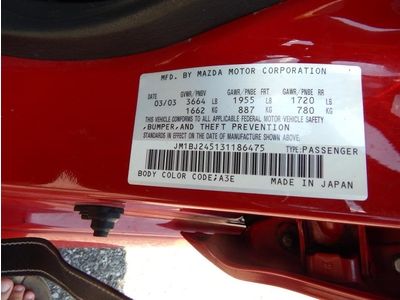 MFD. BY MAZDA MOTOR CORPORATION
DATE GVWR/PNBV GAWR/PNBE FRT GAWR/PNBE RR
03/03 3664 LB 1955 LB 1720 LB
1662 KG 887 KG 780 KG
THIS VEHICLE CONFORMS TO ALL APPLICABLE FEDERAL MOTOR VEHICLE SAFETY
,BUMPER,AND THEFT PREVENTION
STANDARDS IN EFFECT ON THE DATE OF MANUFACTURE SHOWN ABOVE.
JM1BJ245131186475 TYPE:PASSENGER
BODY COLOR CODE;A3E MADE IN JAPAN